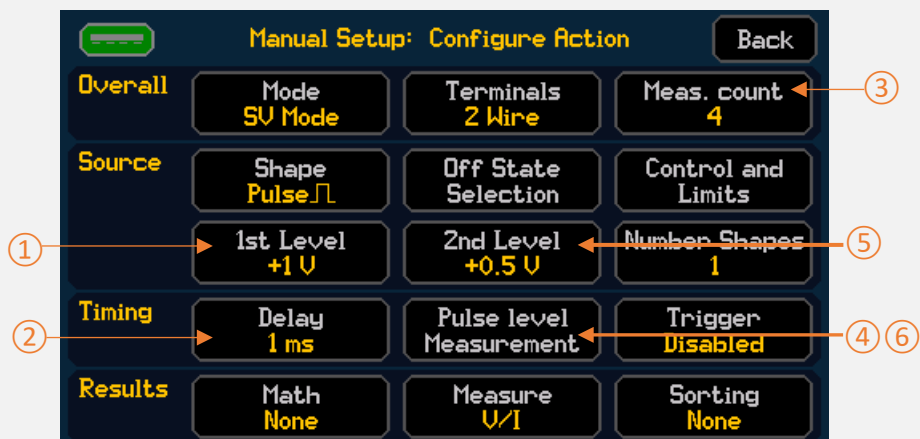 Manual Setup: Configure Action
Back
Overall
Mode
SV Mode
Terminals
2 Wire
Meas. count
4
③
Source
Shape
Pulse
Off State
Selection
Control and
Limits
①
1st Level
+1 V
2nd Level
+0.5 V
Number Shapes
1
⑤
Timing
②
Delay
1 ms
Pulse level
Measurement
Trigger
Disabled
④ ⑥
Results
Math
None
Measure
V/I
Sorting
None